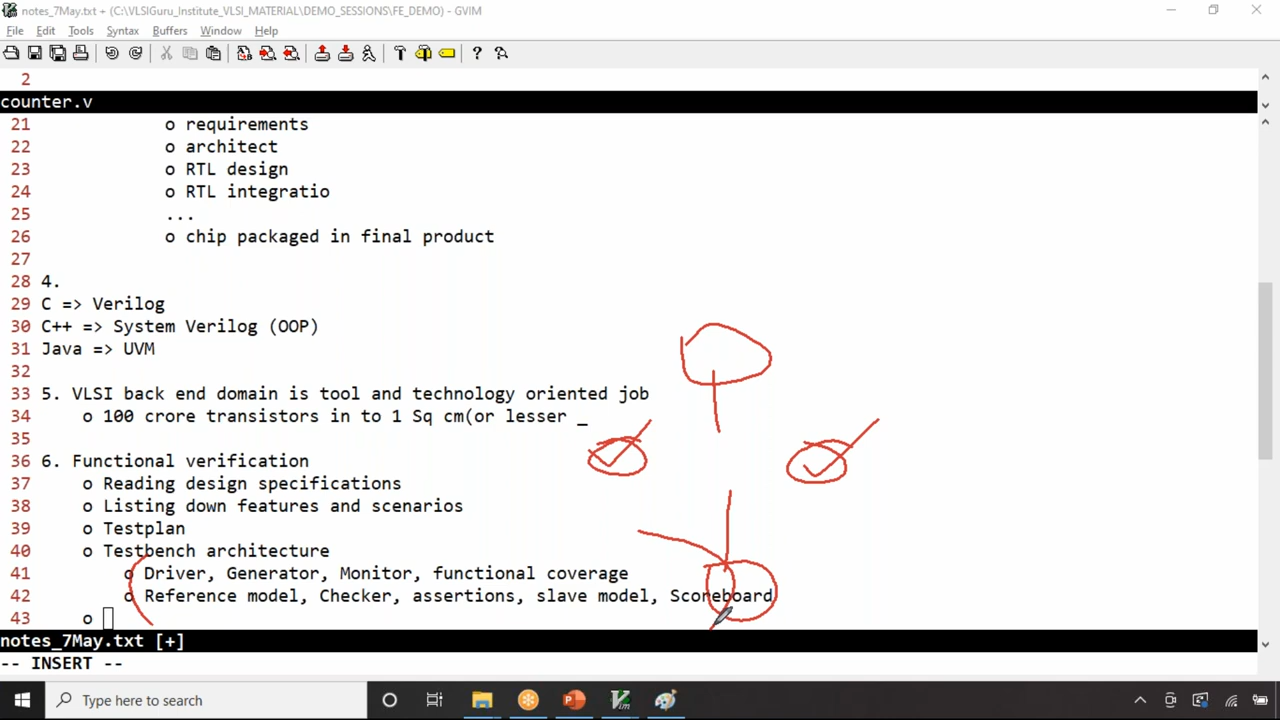 notes_7May.txt + (C:\VLSIGuru_Institute_VLSI_MATERIAL\DEMO_SESSIONS\FE_DEMO) - GVIM
File Edit Tools Syntax Buffers Window Help
2
counter.v
21 o requirements
22 o architect
23 o RTL design
24 o RTL integratio
25 ...
26 o chip packaged in final product
27
28 4.
29 C => Verilog
30 C++ => System Verilog (OOP)
31 Java => UVM
32
33 5. VLSI back end domain is tool and technology oriented job
34 o 100 crore transistors in to 1 Sq cm(or lesser _
35
36 6. Functional verification
37 o Reading design specifications
38 o Listing down features and scenarios
39 o Testplan
40 o Testbench architecture
41 o Driver, Generator, Monitor, functional coverage
42 o Reference model, Checker, assertions, slave model, Scoreboard
43 o
notes_7May.txt [+]
-- INSERT --
Type here to search